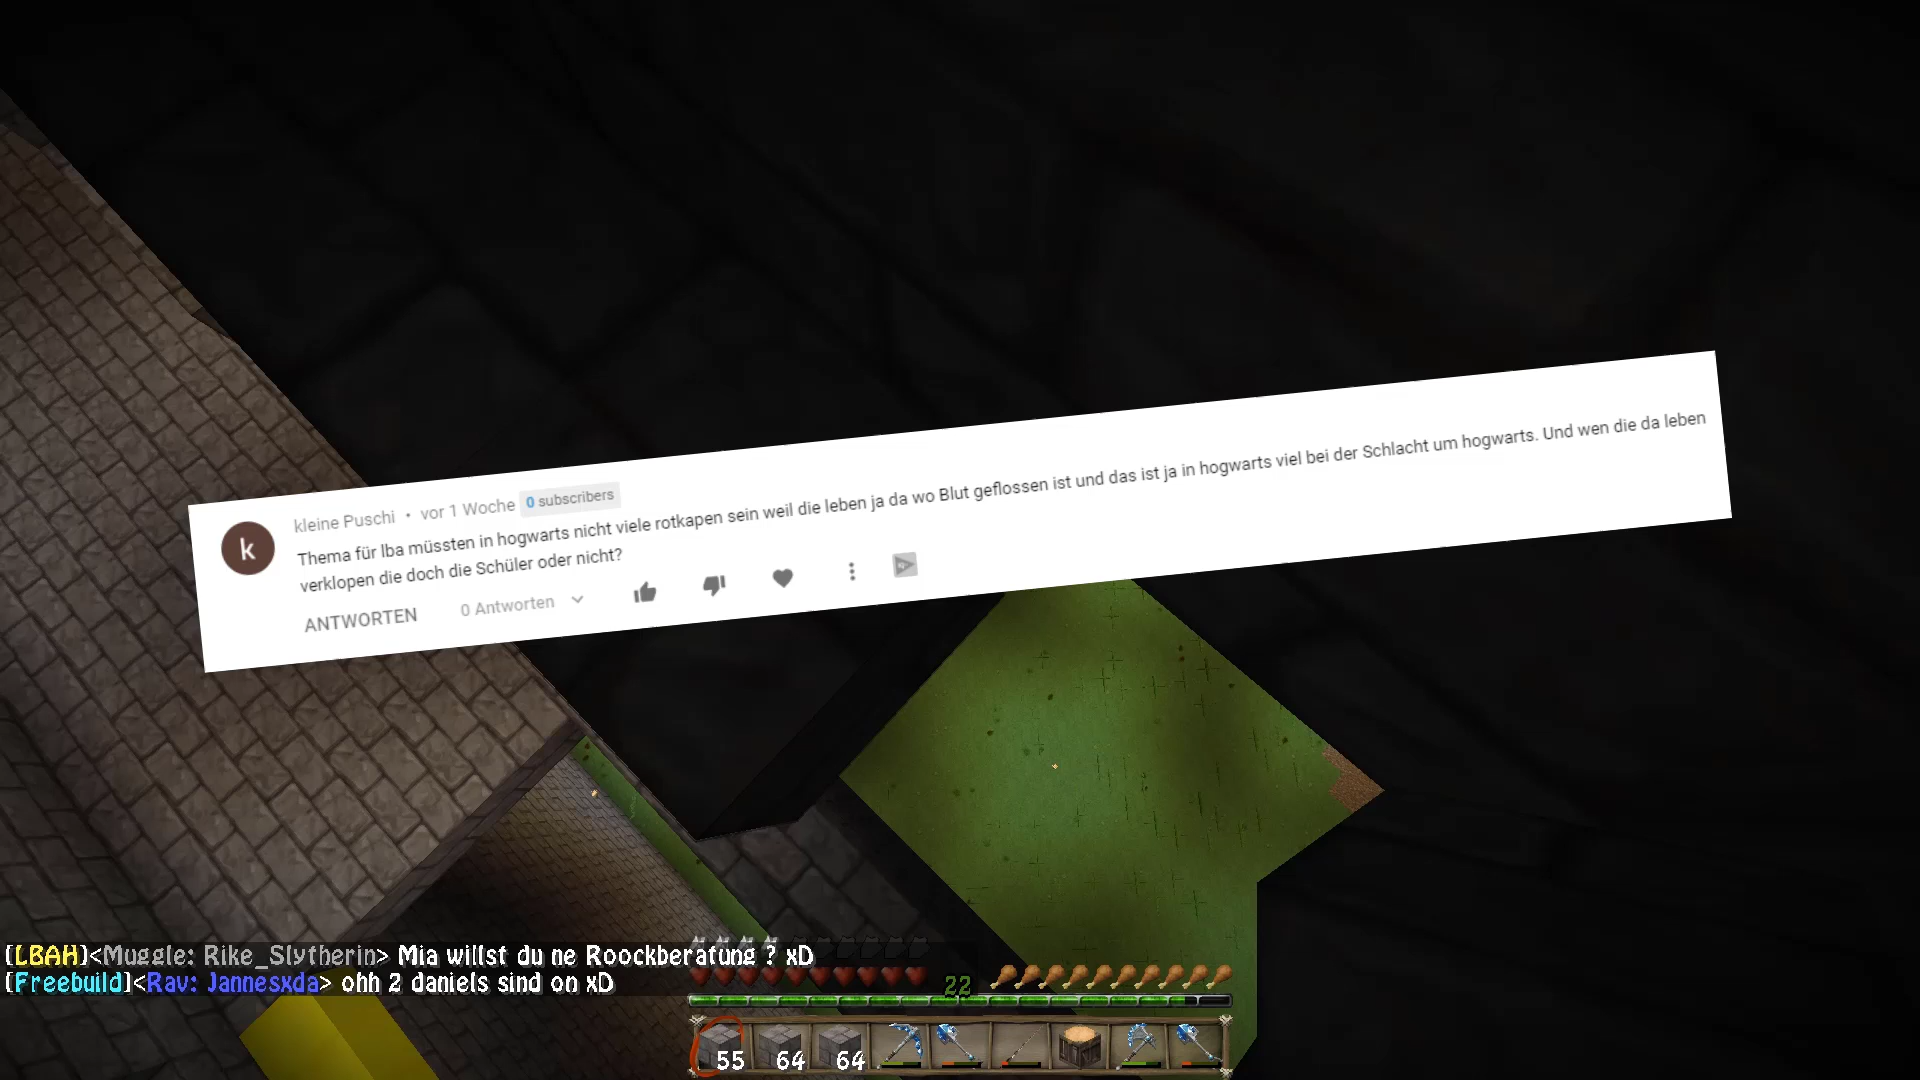 kleine Puschi • vor 1 Woche 0 subscribers
Thema für lba müssten in hogwarts nicht viele rotkapen sein weil die leben ja da wo Blut geflossen ist und das ist ja in hogwarts viel bei der Schlacht um hogwarts. Und wen die da leben
verklopen die doch die Schüler oder nicht?
ANTWORTEN 0 Antworten
k
[LBAH]<Muggle: Rike_Slytherin> Mia willst du ne Roockberatung ? xD
[Freebuild]<Rav: Jannesxda> ohh 2 daniels sind on xD
22
55 64 64